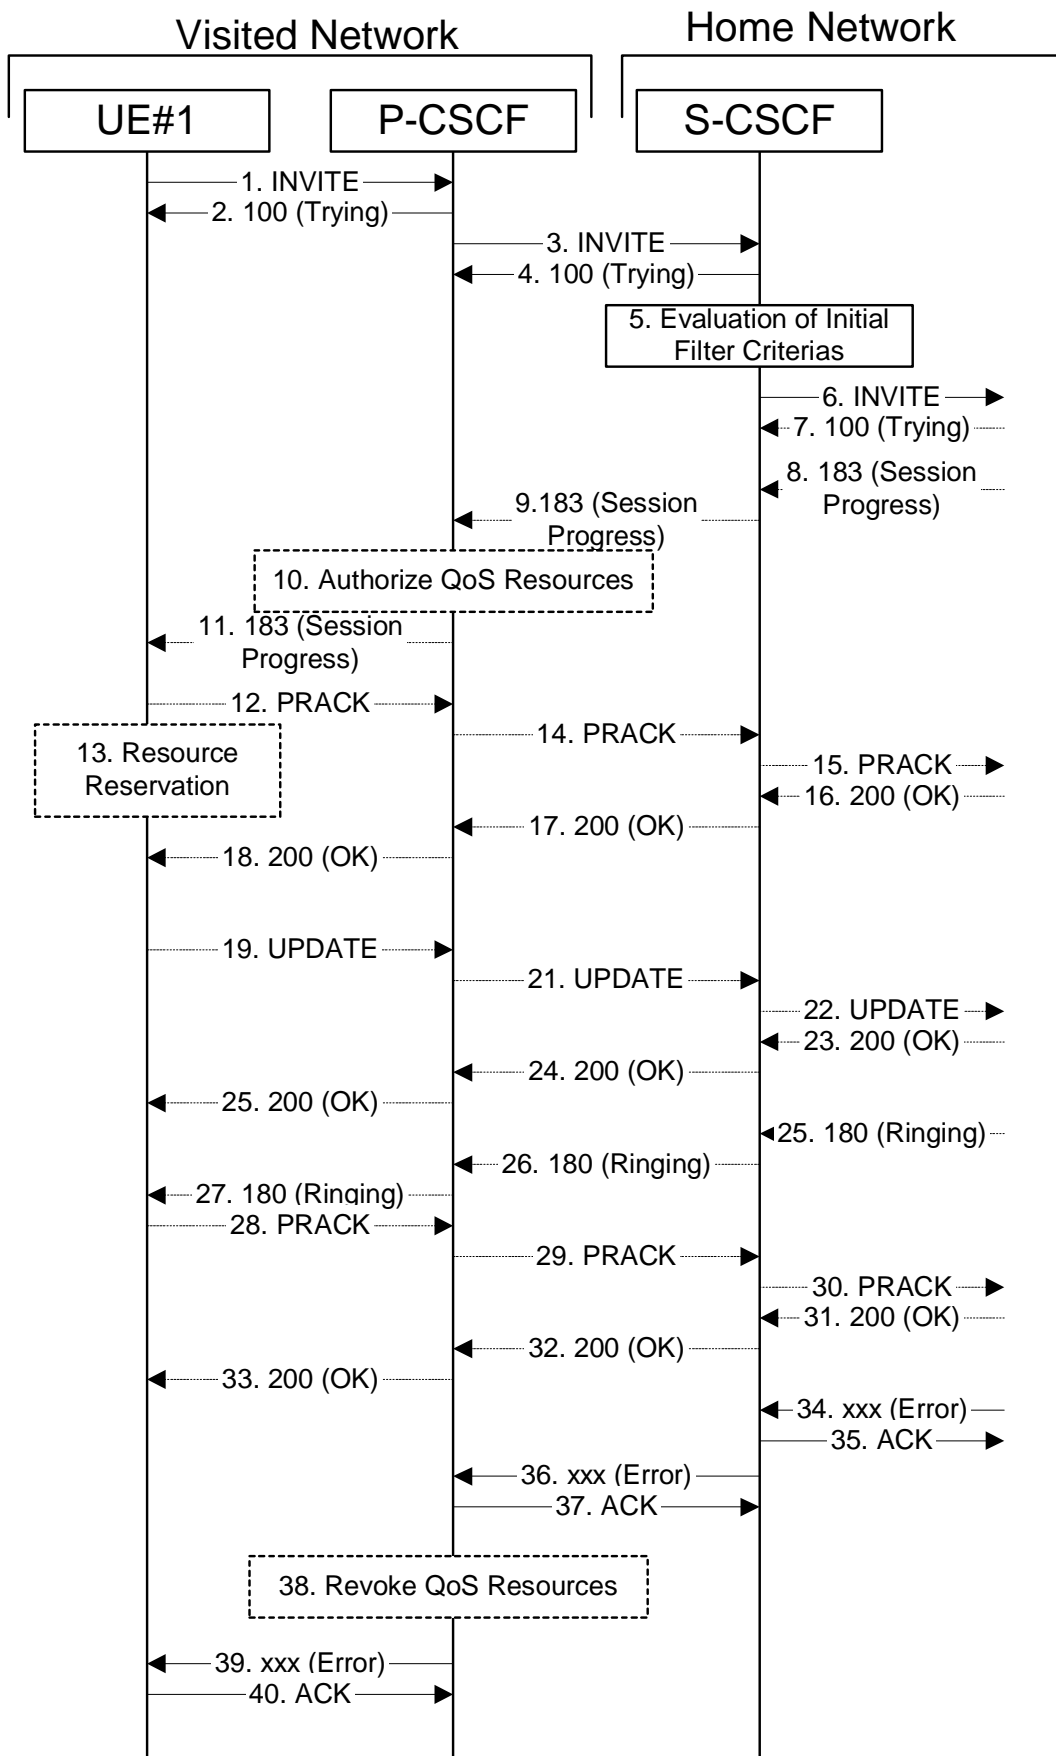 Visited Network
Home Network
UE#1
P-CSCF
S-CSCF
1. INVITE
2. 100 (Trying)
3. INVITE
4. 100 (Trying)
5. Evaluation of Initial
Filter Criterias
6. INVITE
7. 100 (Trying)
8. 183 (Session
Progress)
9.183 (Session
Progress)
10. Authorize QoS Resources
11. 183 (Session
Progress)
12. PRACK
13. Resource
Reservation
14. PRACK
15. PRACK
16. 200 (OK)
17. 200 (OK)
18. 200 (OK)
19. UPDATE
21. UPDATE
22. UPDATE
23. 200 (OK)
24. 200 (OK)
25. 200 (OK)
25. 180 (Ringing)
26. 180 (Ringing)
27. 180 (Ringing)
28. PRACK
29. PRACK
30. PRACK
31. 200 (OK)
32. 200 (OK)
33. 200 (OK)
34. xxx (Error)
35. ACK
36. xxx (Error)
37. ACK
38. Revoke QoS Resources
39. xxx (Error)
40. ACK